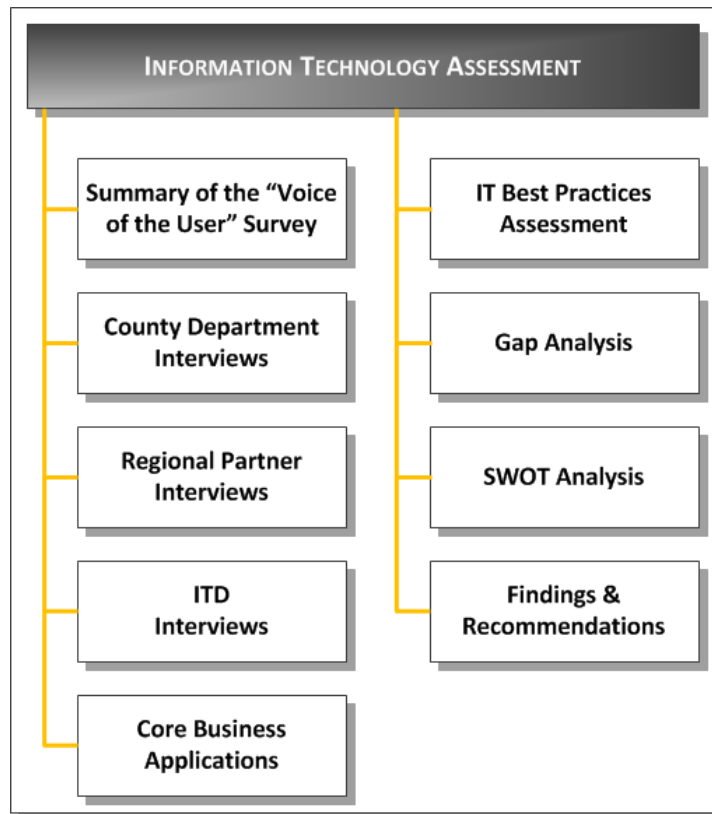 INFORMATION TECHNOLOGY ASSESSMENT
Summary of the “Voice
of the User” Survey
County Department
Interviews
Regional Partner
Interviews
ITD
Interviews
Core Business
Applications
IT Best Practices
Assessment
Gap Analysis
SWOT Analysis
Findings &
Recommendations